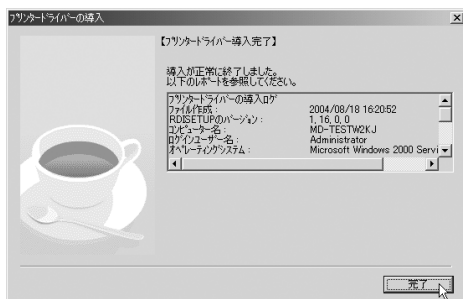 プリンタードライバーの導入
【プリンタードライバー導入完了】
導入が正常に終了しました。
以下のレポートを参照してください。
プリンタードライバーの導入ログ
ファイル作成: 2004/08/18 16:20:52
RDISETUPのバージョン: 1, 16, 0, 0
コンピューター名: MD-TESTW2KJ
ログインユーザー名: Administrator
オペレーティングシステム: Microsoft Windows 2000 Servi
完了